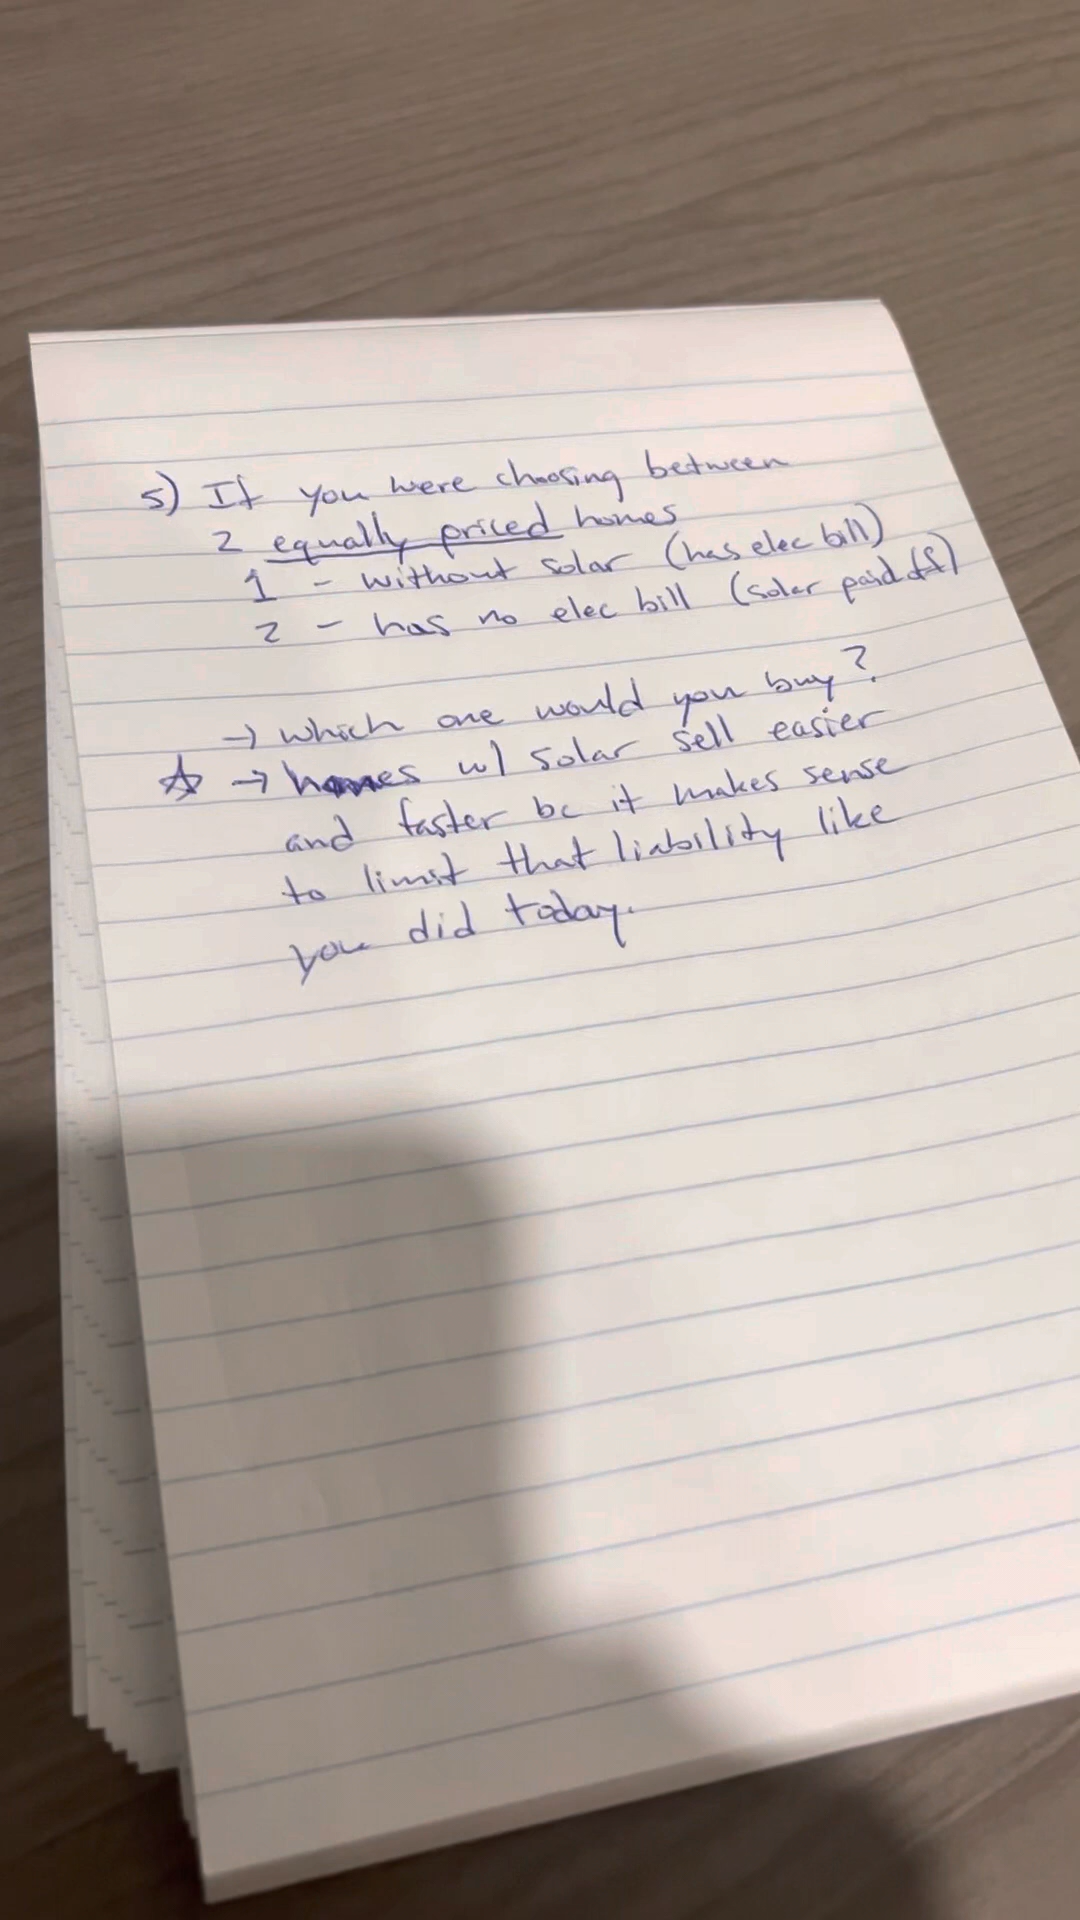 5) If you were choosing between
2 equally priced homes
1 - without solar (has elec bill)
2 - has no elec bill (solar paid off)
→ which one would you buy?
☆ → homes w/ solar sell easier
and faster bc it makes sense
to limit that liability like
you did today.